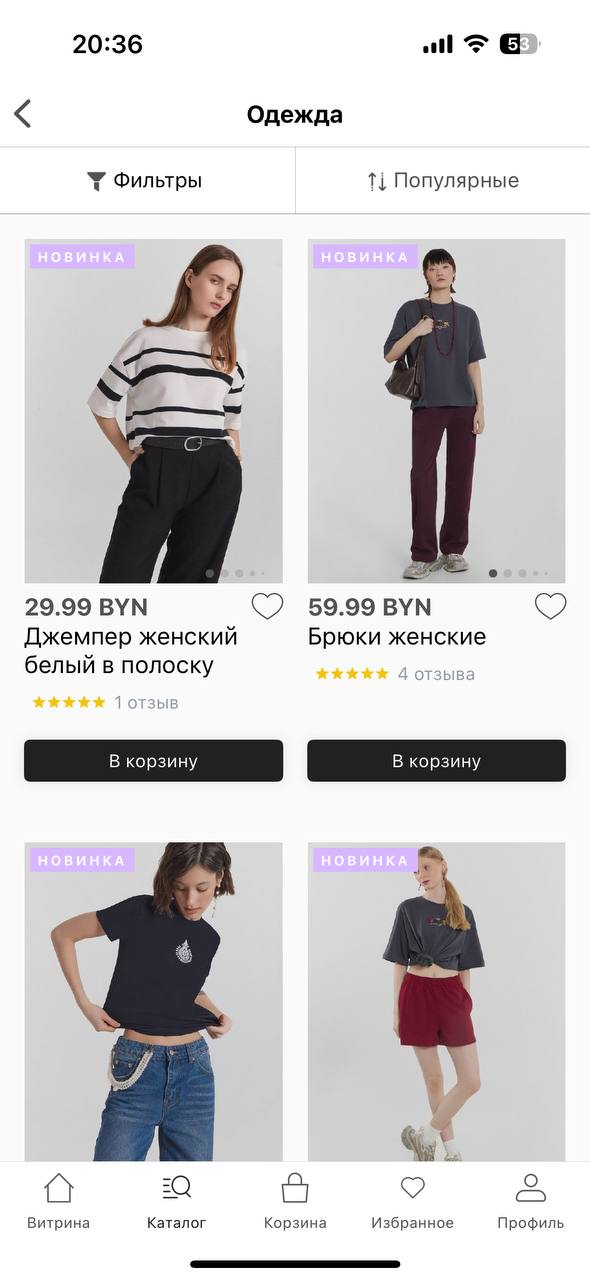 20:36
53
Одежда
Фильтры
Популярные
НОВИНКА
НОВИНКА
29.99 BYN
59.99 BYN
Джемпер женский
белый в полоску
Брюки женские
4 отзыва
1 отзыв
В корзину
В корзину
НОВИНКА
НОВИНКА
Витрина
Каталог
Корзина
Избранное
Профиль